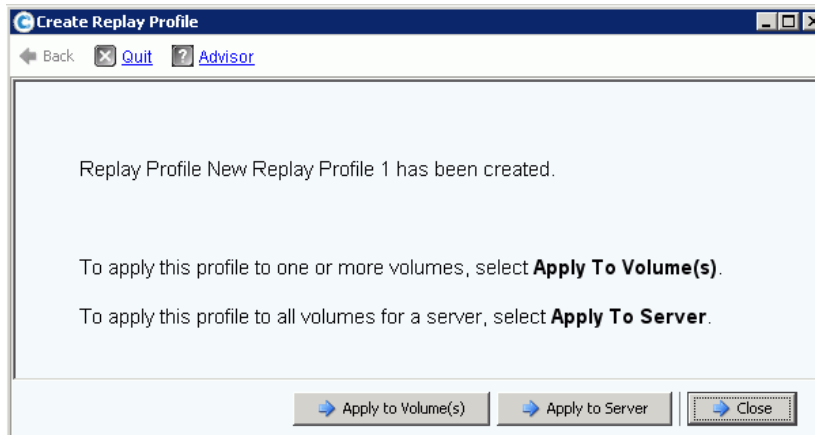 Create Replay Profile
Back Quit Advisor
Replay Profile New Replay Profile 1 has been created.
To apply this profile to one or more volumes, select Apply To Volume(s).
To apply this profile to all volumes for a server, select Apply To Server.
Apply to Volume(s) Apply to Server Close